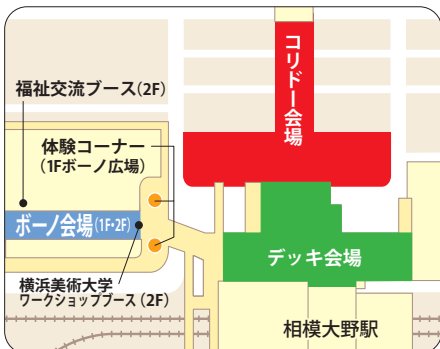 コリドー会場
福祉交流ブース(2F)
体験コーナー
(1Fボーノ広場)
ボーノ会場(1F・2F)
デッキ会場
横浜美術大学
ワークショップブース(2F)
相模大野駅